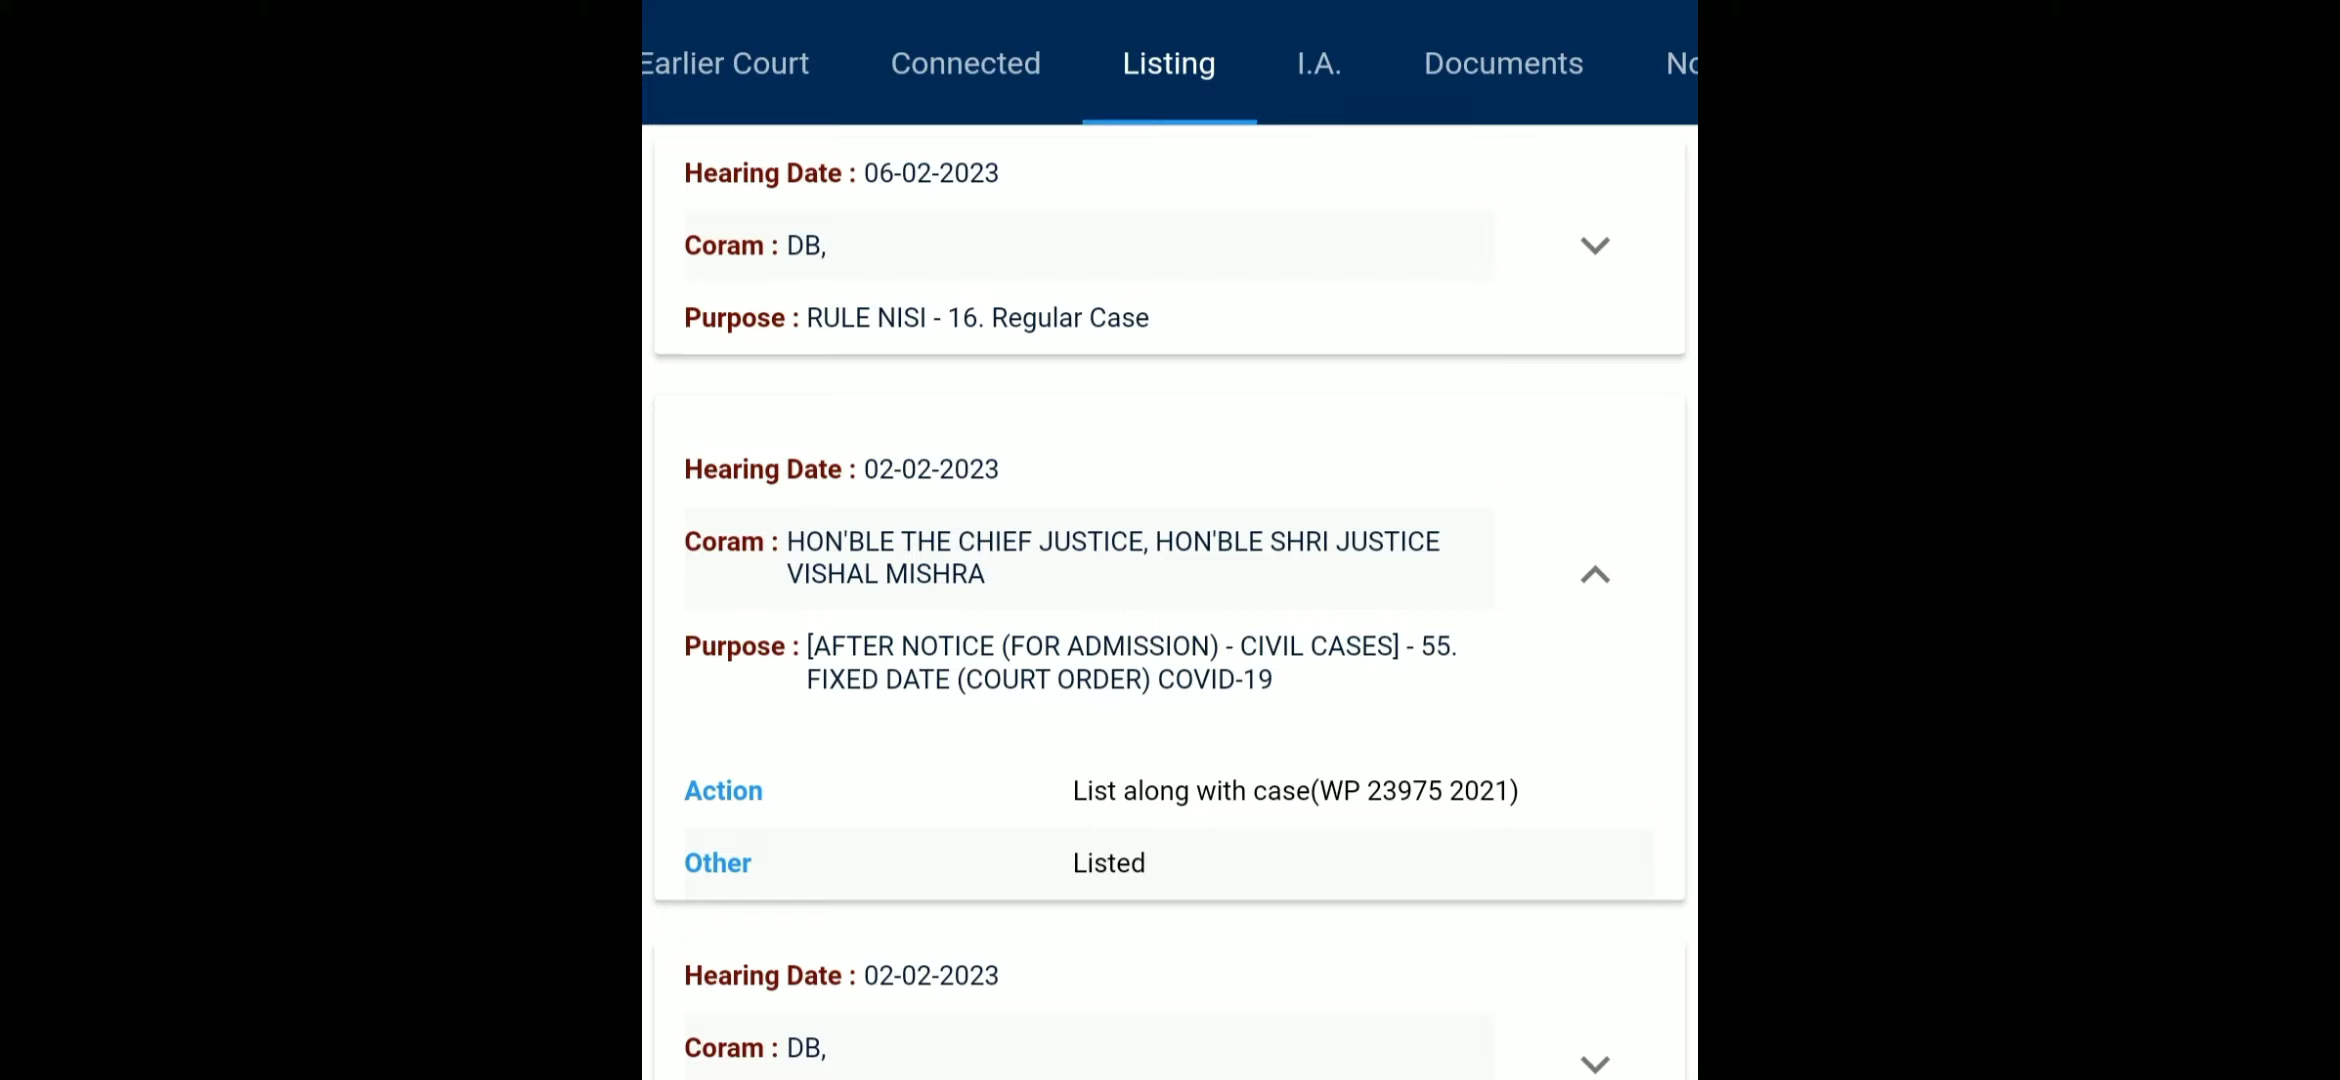 Earlier Court Connected Listing I.A. Documents No
Hearing Date : 06-02-2023
Coram : DB,
Purpose : RULE NISI - 16. Regular Case
Hearing Date : 02-02-2023
Coram : HON'BLE THE CHIEF JUSTICE, HON'BLE SHRI JUSTICE
VISHAL MISHRA
Purpose : [AFTER NOTICE (FOR ADMISSION) - CIVIL CASES] - 55.
FIXED DATE (COURT ORDER) COVID-19
Action List along with case(WP 23975 2021)
Other Listed
Hearing Date : 02-02-2023
Coram : DB,